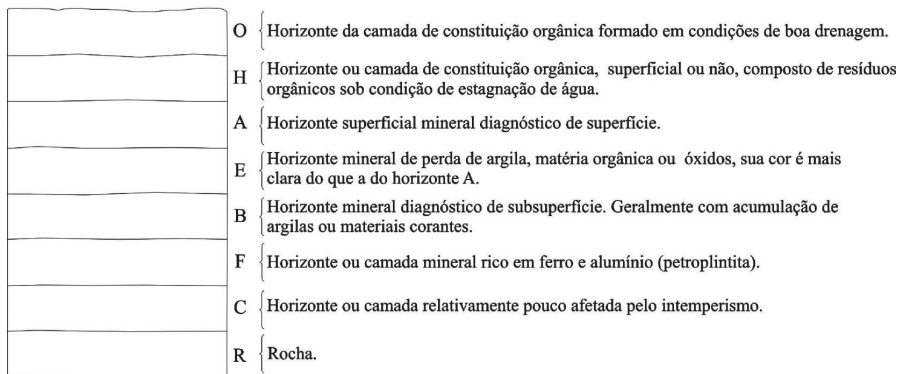 O Horizonte da camada de constituição orgânica formado em condições de boa drenagem.
H Horizonte ou camada de constituição orgânica, superficial ou não, composto de resíduos
orgânicos sob condição de estagnação de água.
A Horizonte superficial mineral diagnóstico de superfície.
E Horizonte mineral de perda de argila, matéria orgânica ou óxidos, sua cor é mais
clara do que a do horizonte A.
B Horizonte mineral diagnóstico de subsuperfície. Geralmente com acumulação de
argilas ou materiais corantes.
F Horizonte ou camada mineral rico em ferro e alumínio (petroplintita).
C Horizonte ou camada relativamente pouco afetada pelo intemperismo.
R Rocha.